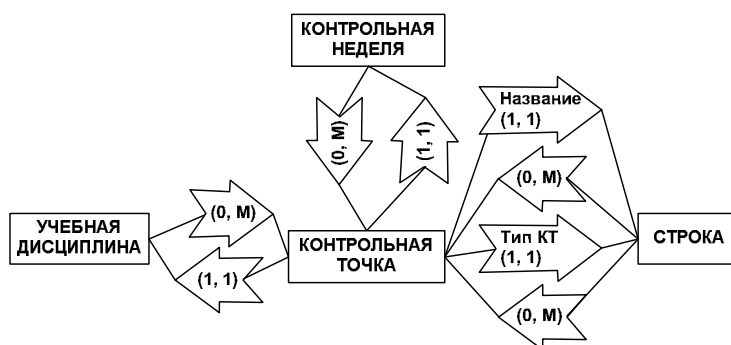 КОНТРОЛЬНАЯ
НЕДЕЛЯ
(0, M)
(1, 1)
Название
(1, 1)
(0, M)
(0, M)
УЧЕБНАЯ
ДИСЦИПЛИНА
(1, 1)
КОНТРОЛЬНАЯ
ТОЧКА
Тип КТ
(1, 1)
СТРОКА
(0, M)